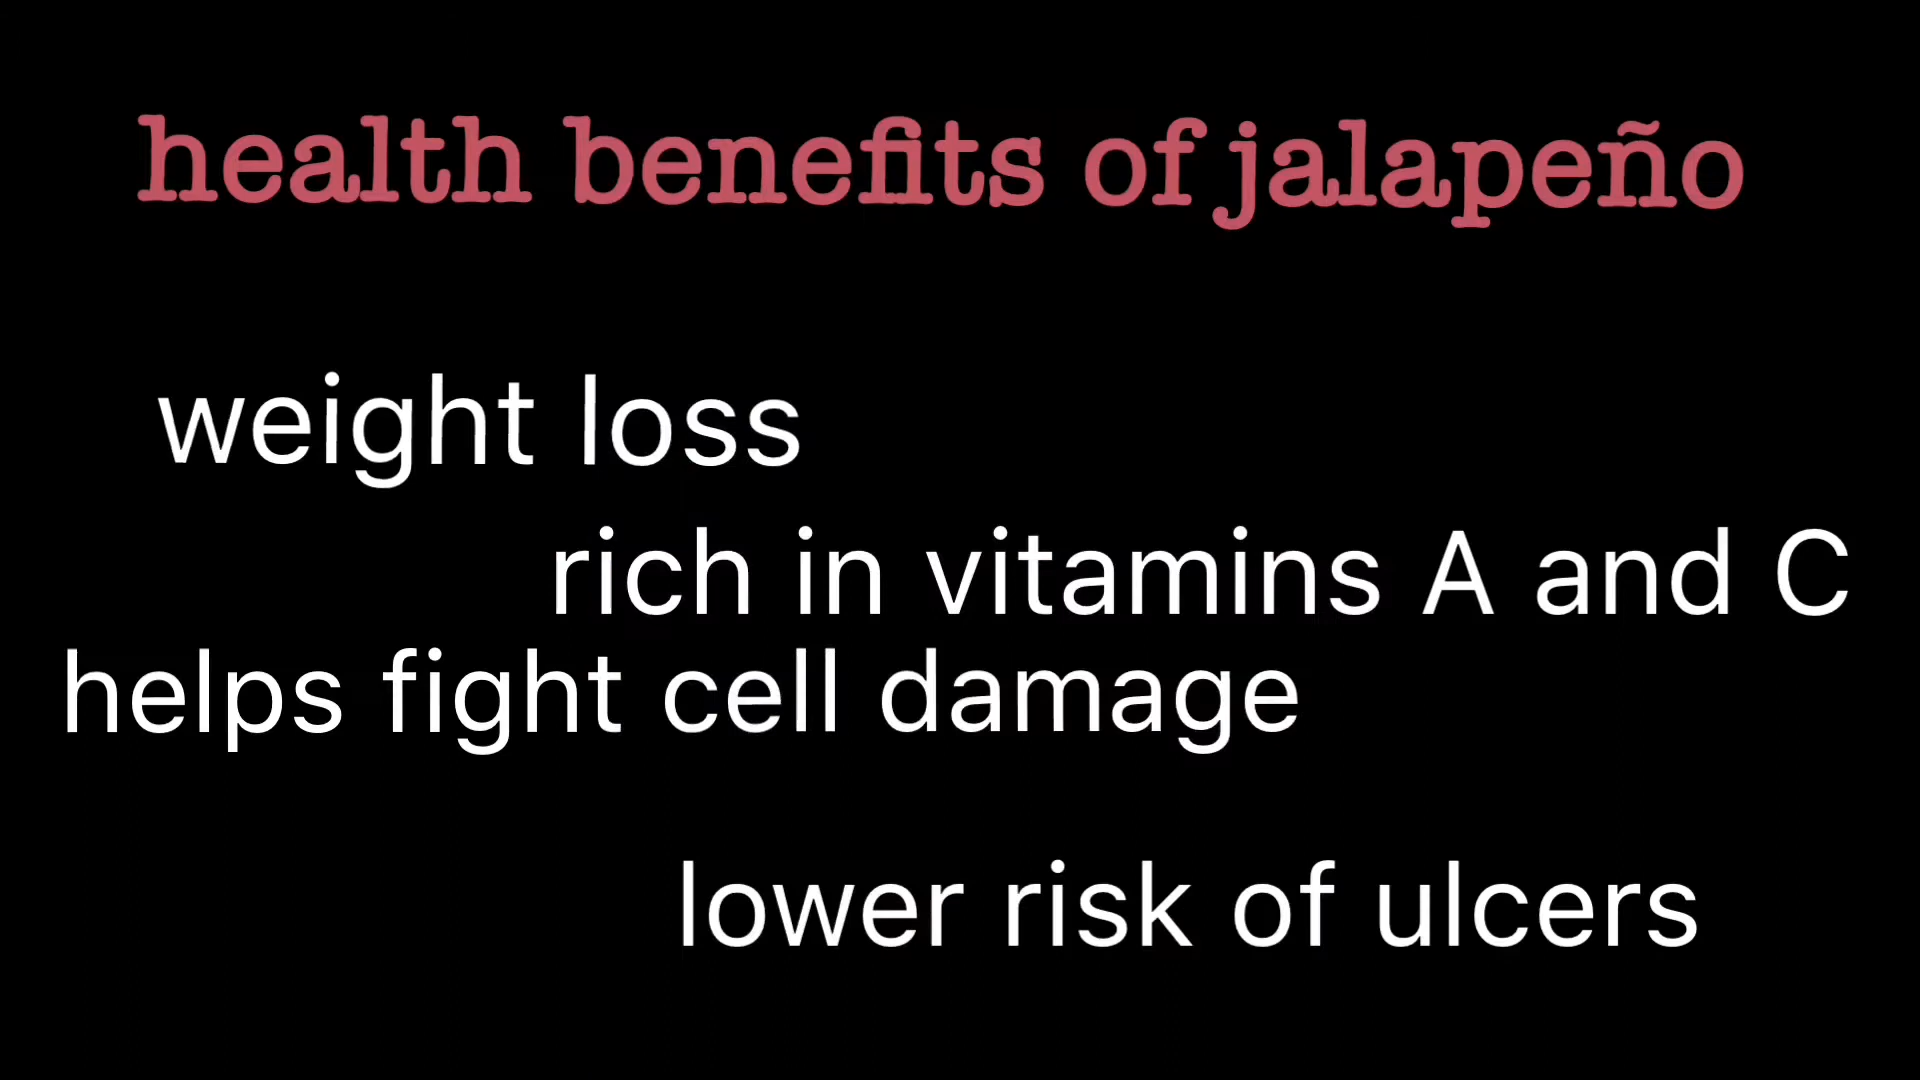 health benefits of jalapeño
weight loss
rich in vitamins A and C
helps fight cell damage
lower risk of ulcers